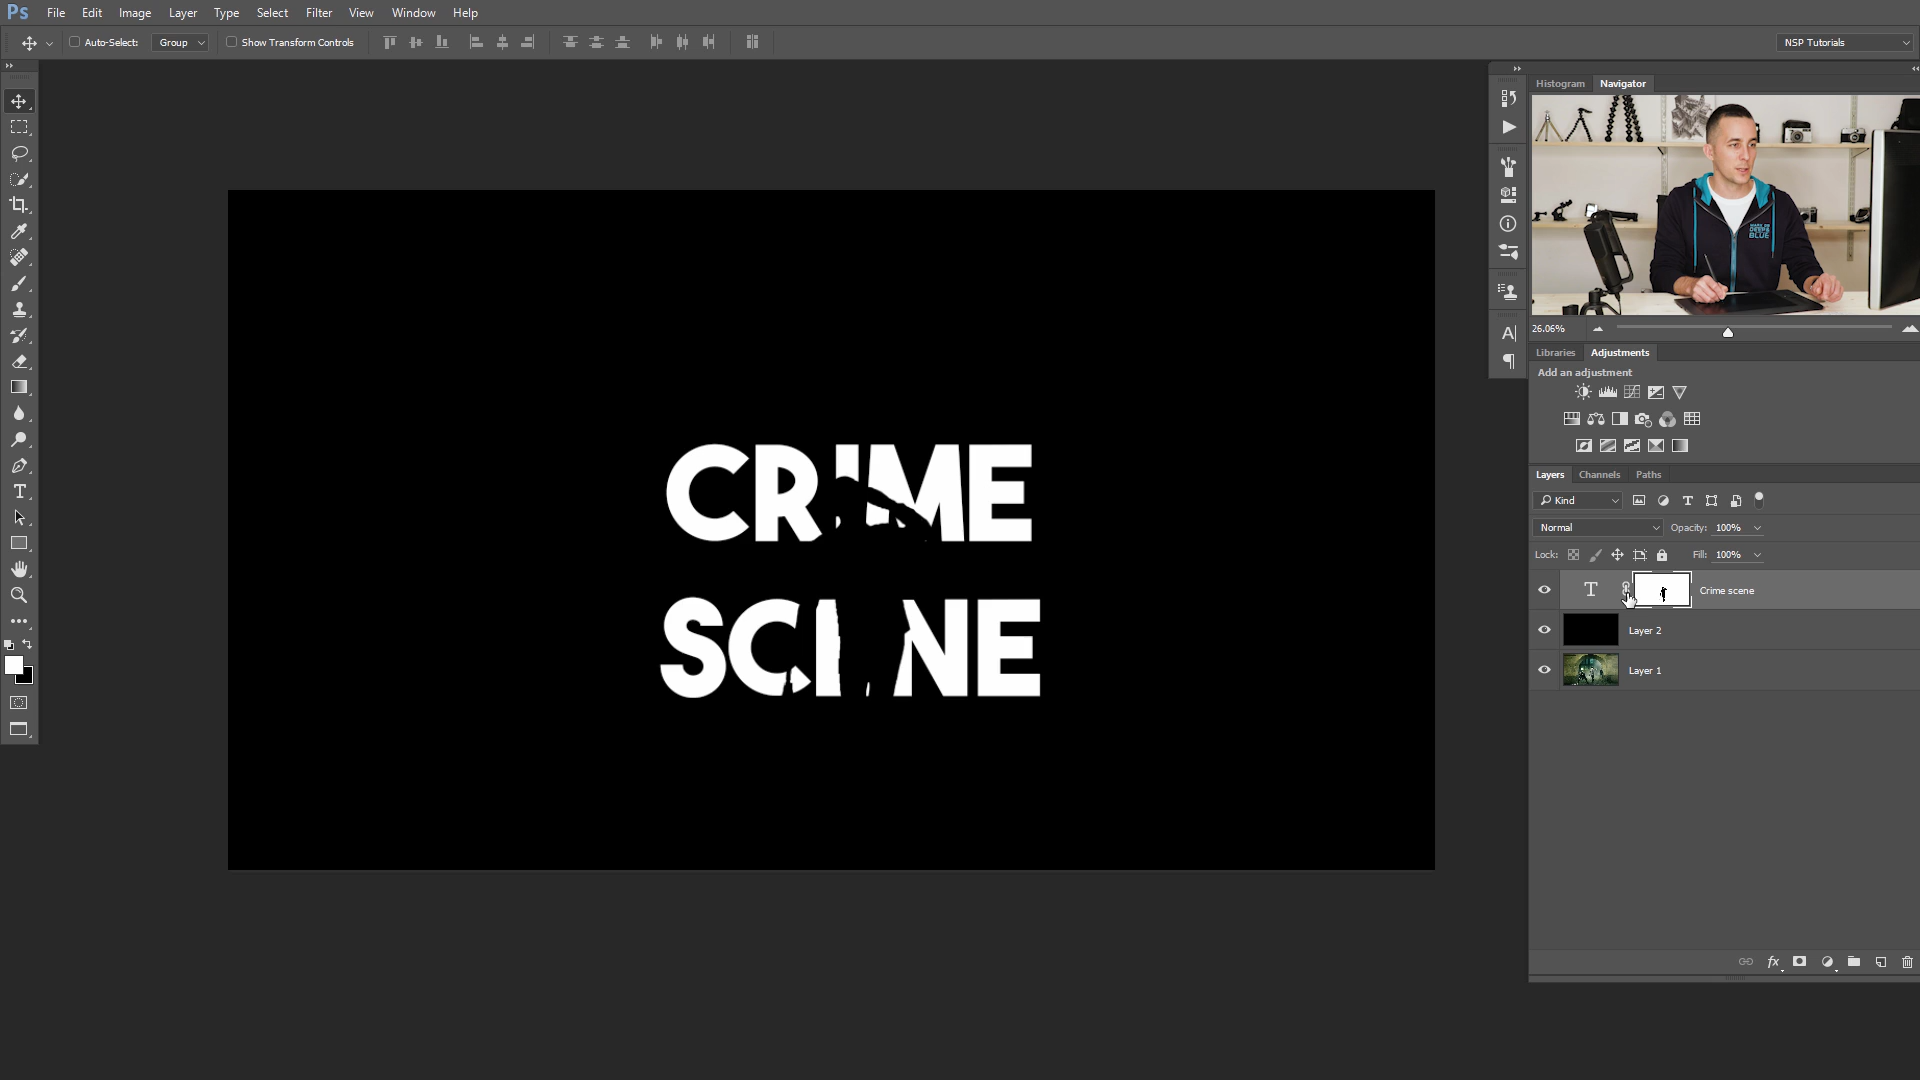 Ps File Edit Image Layer Type Select Filter View Window Help
Auto-Select: Group Show Transform Controls NSP Tutorials
Histogram Navigator
26.06%
Libraries Adjustments
Add an adjustment
Layers Channels Paths
Kind
Normal Opacity: 100%
Lock: Fill: 100%
Crime scene
Layer 2
Layer 1
CRIME
SCENE